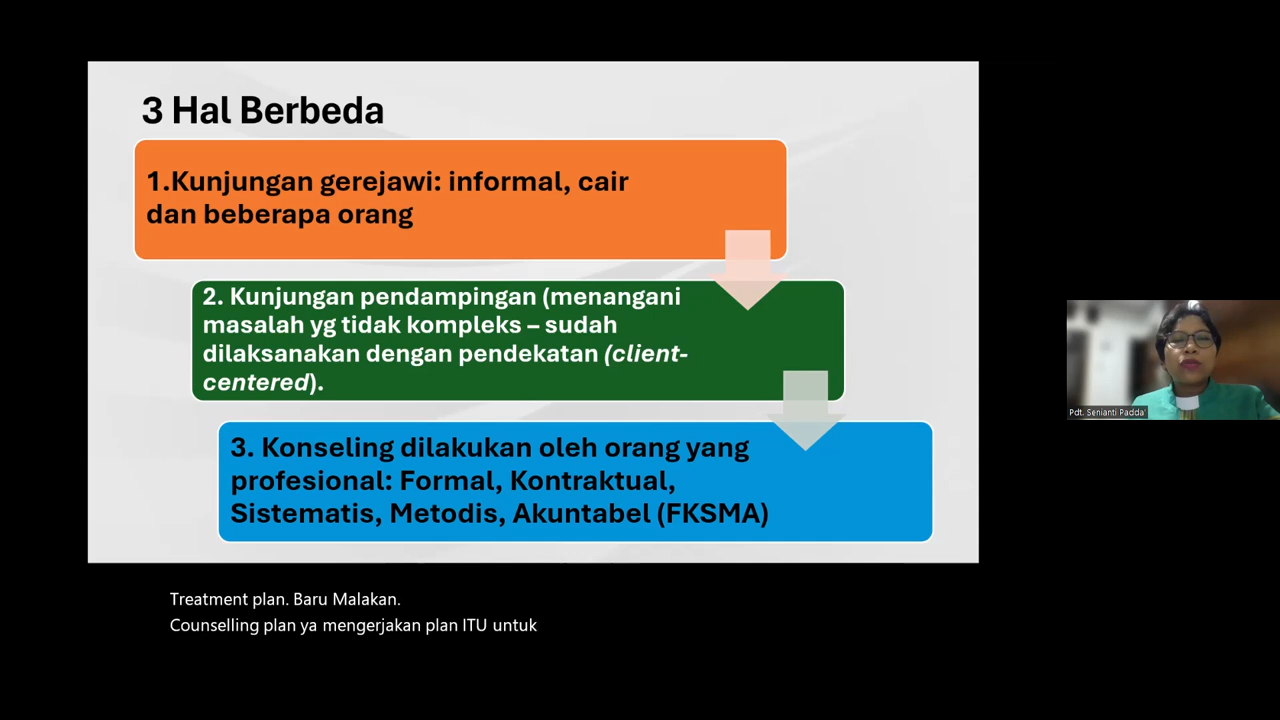 3 Hal Berbeda
1.Kunjungan gerejawi: informal, cair
dan beberapa orang
2. Kunjungan pendampingan (menangani
masalah yg tidak kompleks – sudah
dilaksanakan dengan pendekatan (client-
centered).
3. Konseling dilakukan oleh orang yang
profesional: Formal, Kontraktual,
Sistematis, Metodis, Akuntabel (FKSMA)
Pdt. Senianti Padda'
Treatment plan. Baru Malakan.
Counselling plan ya mengerjakan plan ITU untuk